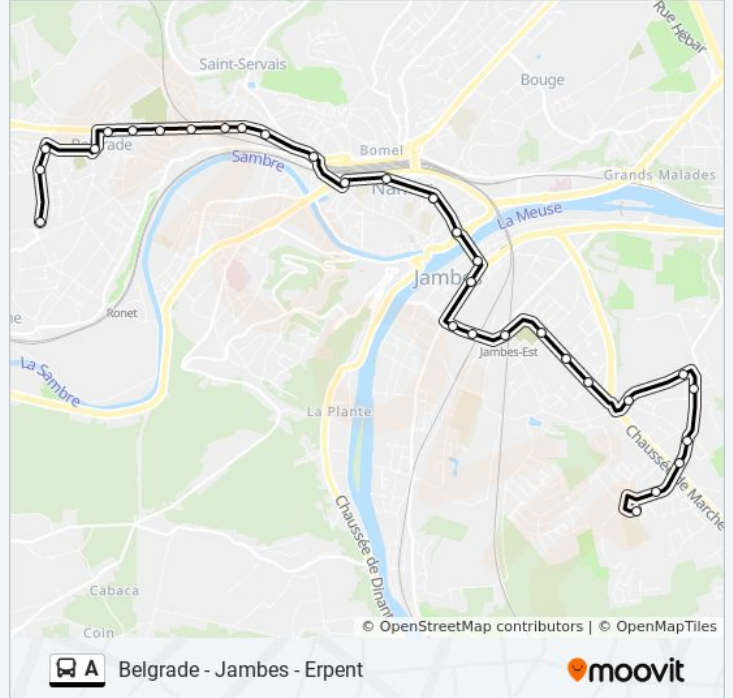 Rue Hébar
Saint-Servais
Bouge
Bomel
Belgrade
Sambre
Grands Malades
Nam
La Meuse
Jambes
Ronet
Jambes-Est
La Sambre
La Plante
Chaussée de Marche
Chaussée de Dinant
Cabaca
Coin
© OpenStreetMap contributors | © OpenMapTiles
A Belgrade - Jambes - Erpent
moovit